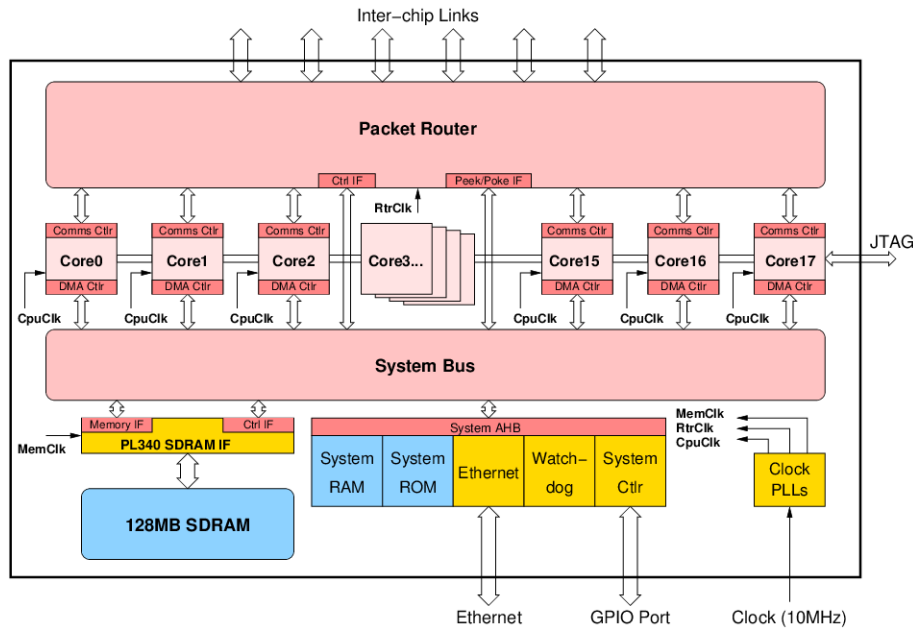 Inter-chip Links
Packet Router
Ctrl IF
Peek/Poke IF
RtrClk
Comms Ctlr
Comms Ctlr
Comms Ctlr
Comms Ctlr
Comms Ctlr
Comms Ctlr
JTAG
Core0
Core1
Core2
Core3...
Core15
Core16
Core17
DMA Ctlr
DMA Ctlr
DMA Ctlr
DMA Ctlr
DMA Ctlr
DMA Ctlr
CpuClk
CpuClk
CpuClk
CpuClk
CpuClk
CpuClk
System Bus
Memory IF
Ctrl IF
MemClk
PL340 SDRAM IF
128MB SDRAM
System AHB
System
RAM
System
ROM
Ethernet
Watch-
dog
System
Ctlr
MemClk
RtrClk
CpuClk
Clock
PLLs
Ethernet
GPIO Port
Clock (10MHz)